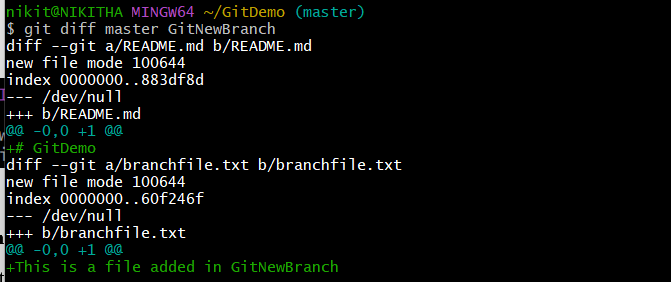 nikit@NIKITHA MINGW64 ~/GitDemo (master)
$ git diff master GitNewBranch
diff --git a/README.md b/README.md
new file mode 100644
index 0000000..883df8d
--- /dev/null
+++ b/README.md
@@ -0,0 +1 @@
+# GitDemo
diff --git a/branchfile.txt b/branchfile.txt
new file mode 100644
index 0000000..60f246f
--- /dev/null
+++ b/branchfile.txt
@@ -0,0 +1 @@
+This is a file added in GitNewBranch